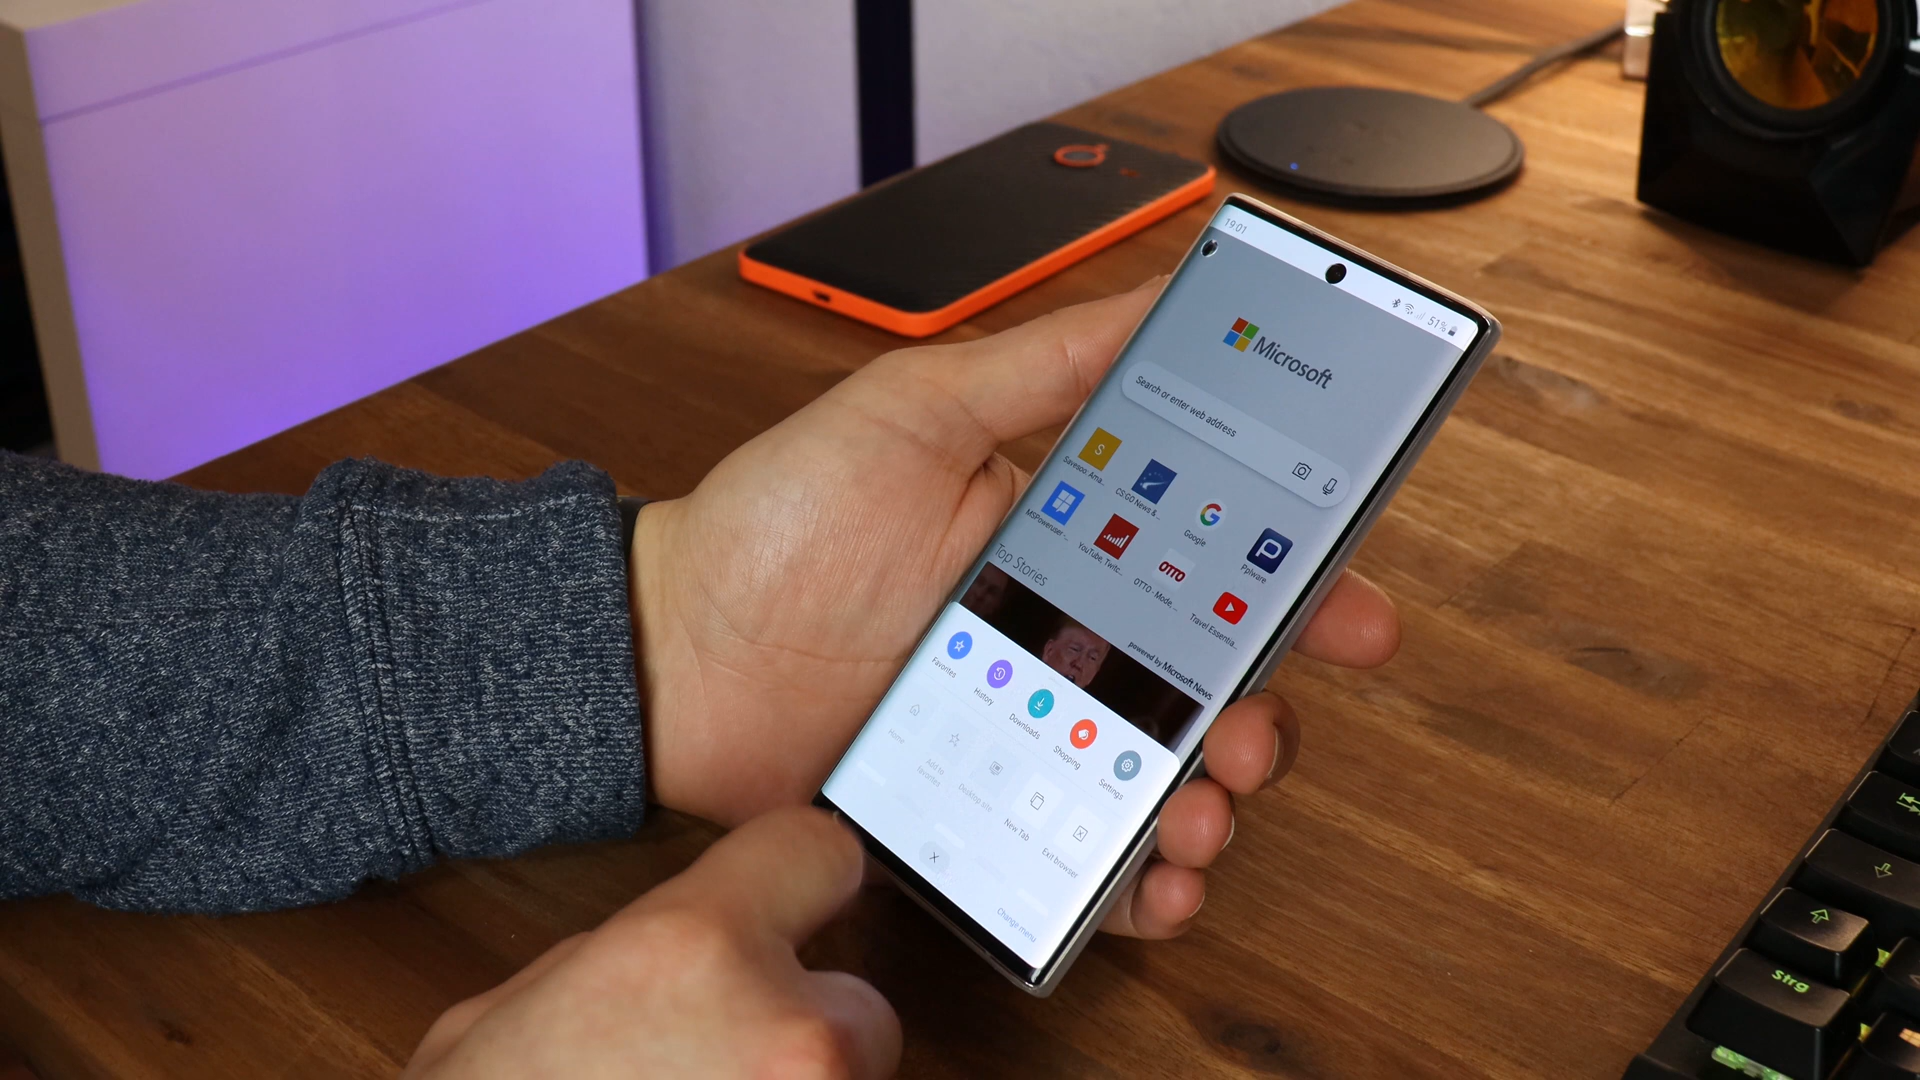 19:01
51%
Microsoft
Search or enter web address
Savesoo: Ama...
CS:GO News &...
Google
Pplware
MSPoweruser -...
YouTube, Twitc...
OTTO - Mode,...
Travel Essentia...
OTTO
Top Stories
powered by Microsoft News
Favorites
History
Downloads
Shopping
Settings
Home
Add to
favorites
Desktop site
New Tab
Exit browser
Change menu
Strg